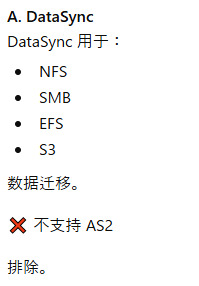 A. DataSync
DataSync 用于：
• NFS
• SMB
• EFS
• S3
数据迁移。
❌ 不支持 AS2
排除。